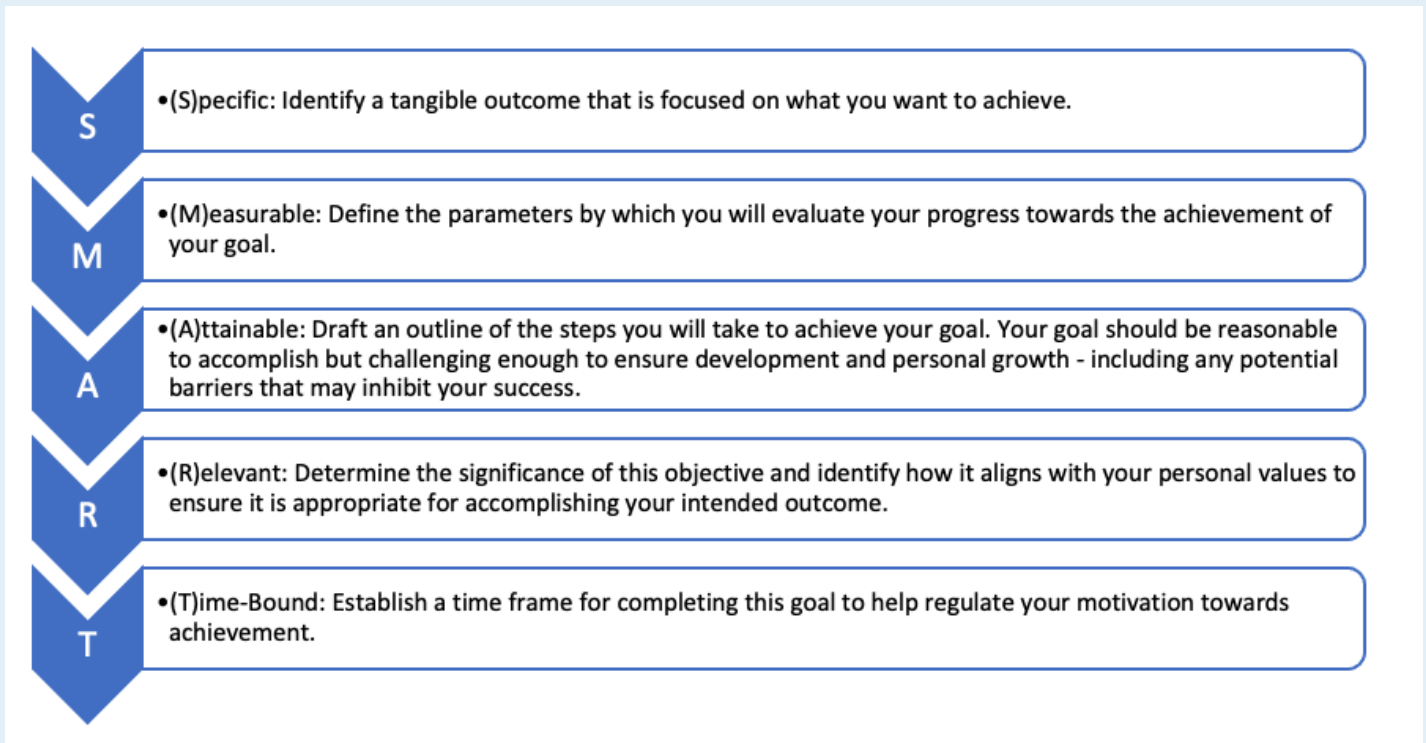 S
•(S)pecific: Identify a tangible outcome that is focused on what you want to achieve.
M
•(M)easurable: Define the parameters by which you will evaluate your progress towards the achievement of
your goal.
A
•(A)ttainable: Draft an outline of the steps you will take to achieve your goal. Your goal should be reasonable
to accomplish but challenging enough to ensure development and personal growth - including any potential
barriers that may inhibit your success.
R
•(R)elevant: Determine the significance of this objective and identify how it aligns with your personal values to
ensure it is appropriate for accomplishing your intended outcome.
T
•(T)ime-Bound: Establish a time frame for completing this goal to help regulate your motivation towards
achievement.